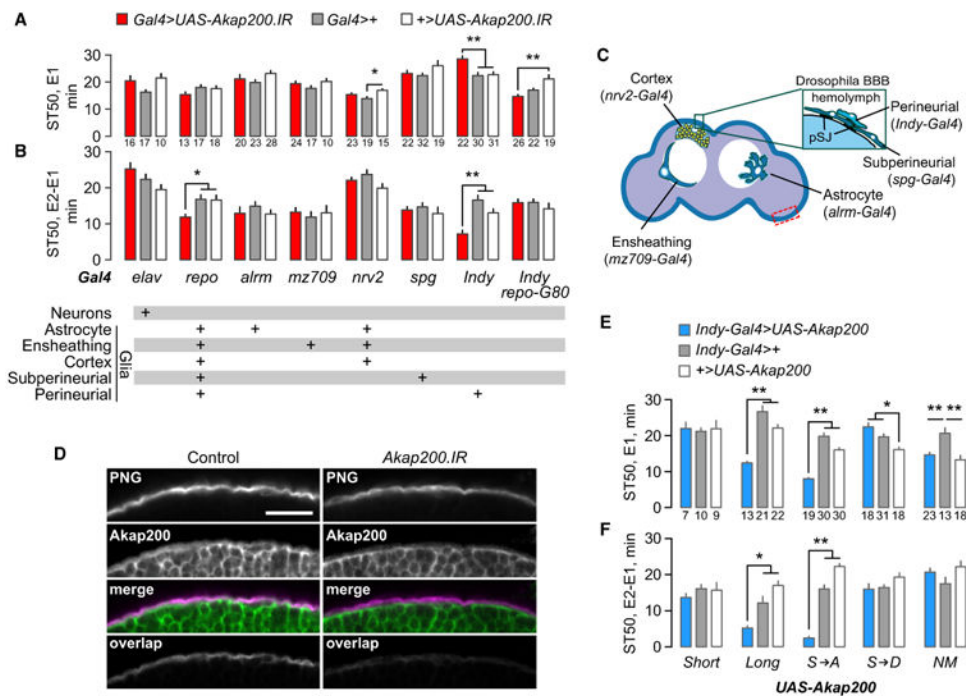 A
Gal4>UAS-Akap200.IR Gal4>+ +>UAS-Akap200.IR
ST50, E1
min
30
20
10
0
* ** **
16 17 10 13 17 18 20 23 28 24 17 10 23 19 15 22 32 19 22 30 31 26 22 19
B
ST50, E2-E1
min
30
20
10
0
* **
Gal4 elav repo alrm mz709 nrv2 spg Indy Indy
repo-G80
Neurons +
Astrocyte + + +
Ensheathing + + +
Cortex + +
Subperineurial + +
Perineurial + +
Glia
C
Cortex
(nrv2-Gal4)
Drosophila BBB
hemolymph
pSJ
Perineurial
(Indy-Gal4)
Subperineurial
(spg-Gal4)
Astrocyte
(alrm-Gal4)
Ensheathing
(mz709-Gal4)
D
Control Akap200.IR
PNG PNG
Akap200 Akap200
merge merge
overlap overlap
E
Indy-Gal4>UAS-Akap200
Indy-Gal4>+
+>UAS-Akap200
ST50, E1, min
30
20
10
0
** ** * ** **
7 10 9 13 21 22 19 30 30 18 31 18 23 13 18
F
ST50, E2-E1, min
30
20
10
0
* **
Short Long S→A S→D NM
UAS-Akap200